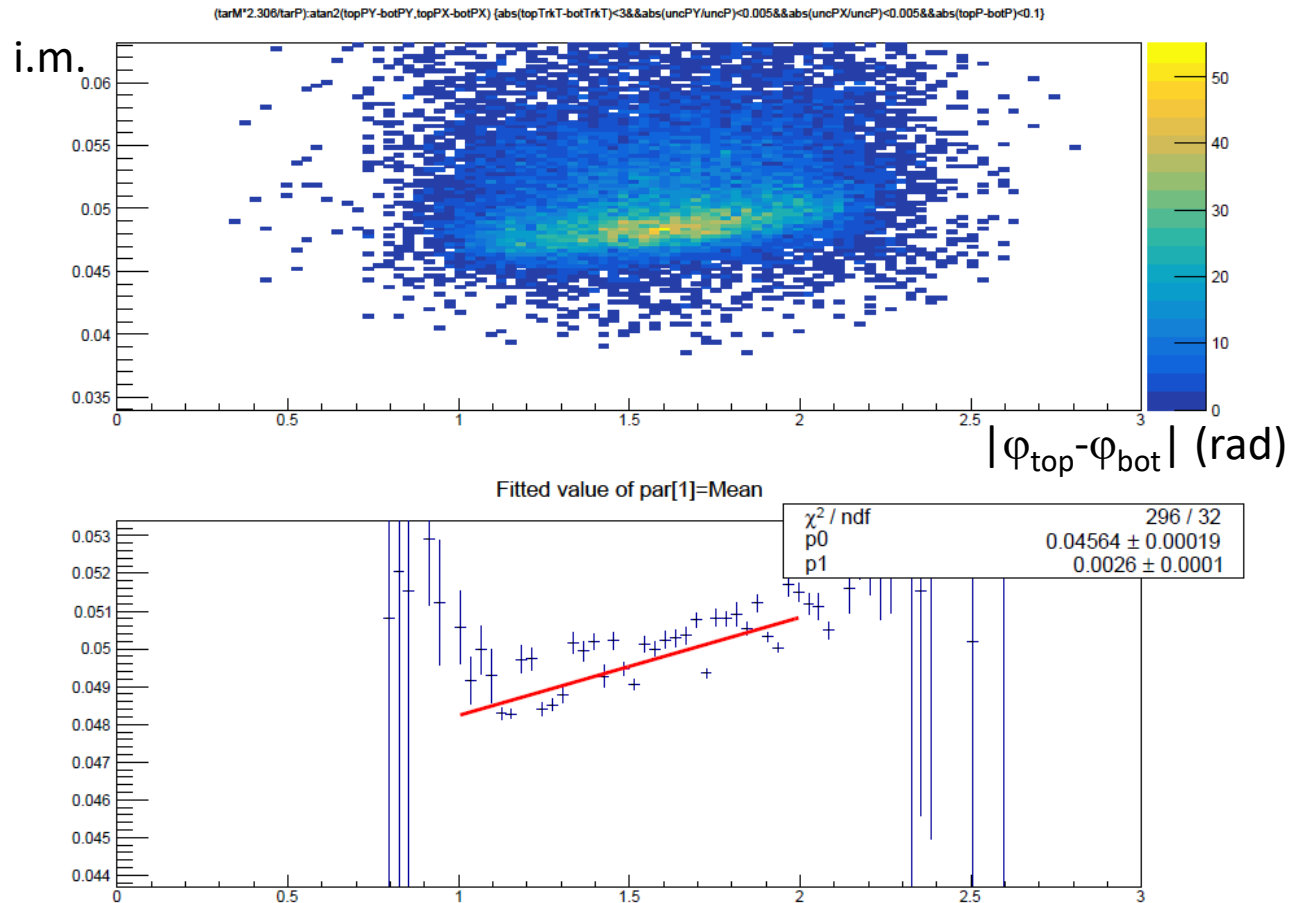 (tarM*2.306/tarP):atan2(topPY-botPY,topPX-botPX) {abs(topTrkT-botTrkT)<3&&abs(uncPY/uncP)<0.005&&abs(uncPX/uncP)<0.005&&abs(topP-botP)<0.1}
i.m.
0.06
0.055
0.05
0.045
0.04
0.035
0 0.5 1 1.5 2 2.5 3
50
40
30
20
10
0
|φtop-φbot| (rad)
Fitted value of par[1]=Mean
χ² / ndf 296 / 32
p0 0.04564 ± 0.00019
p1 0.0026 ± 0.0001
0.053
0.052
0.051
0.05
0.049
0.048
0.047
0.046
0.045
0.044
0 0.5 1 1.5 2 2.5 3